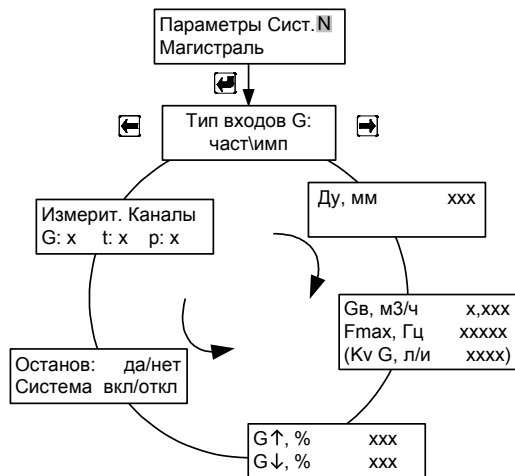 Параметры Сист.N
Магистраль
Тип входов G:
част\имп
Ду, мм xxx
Измерит. Каналы
G: x t: x p: x
Gв, м3/ч x,xxx
Fmax, Гц xxxxx
(Kv G, л/и xxxx)
Останов: да/нет
Система вкл/откл
G↑, % xxx
G↓, % xxx